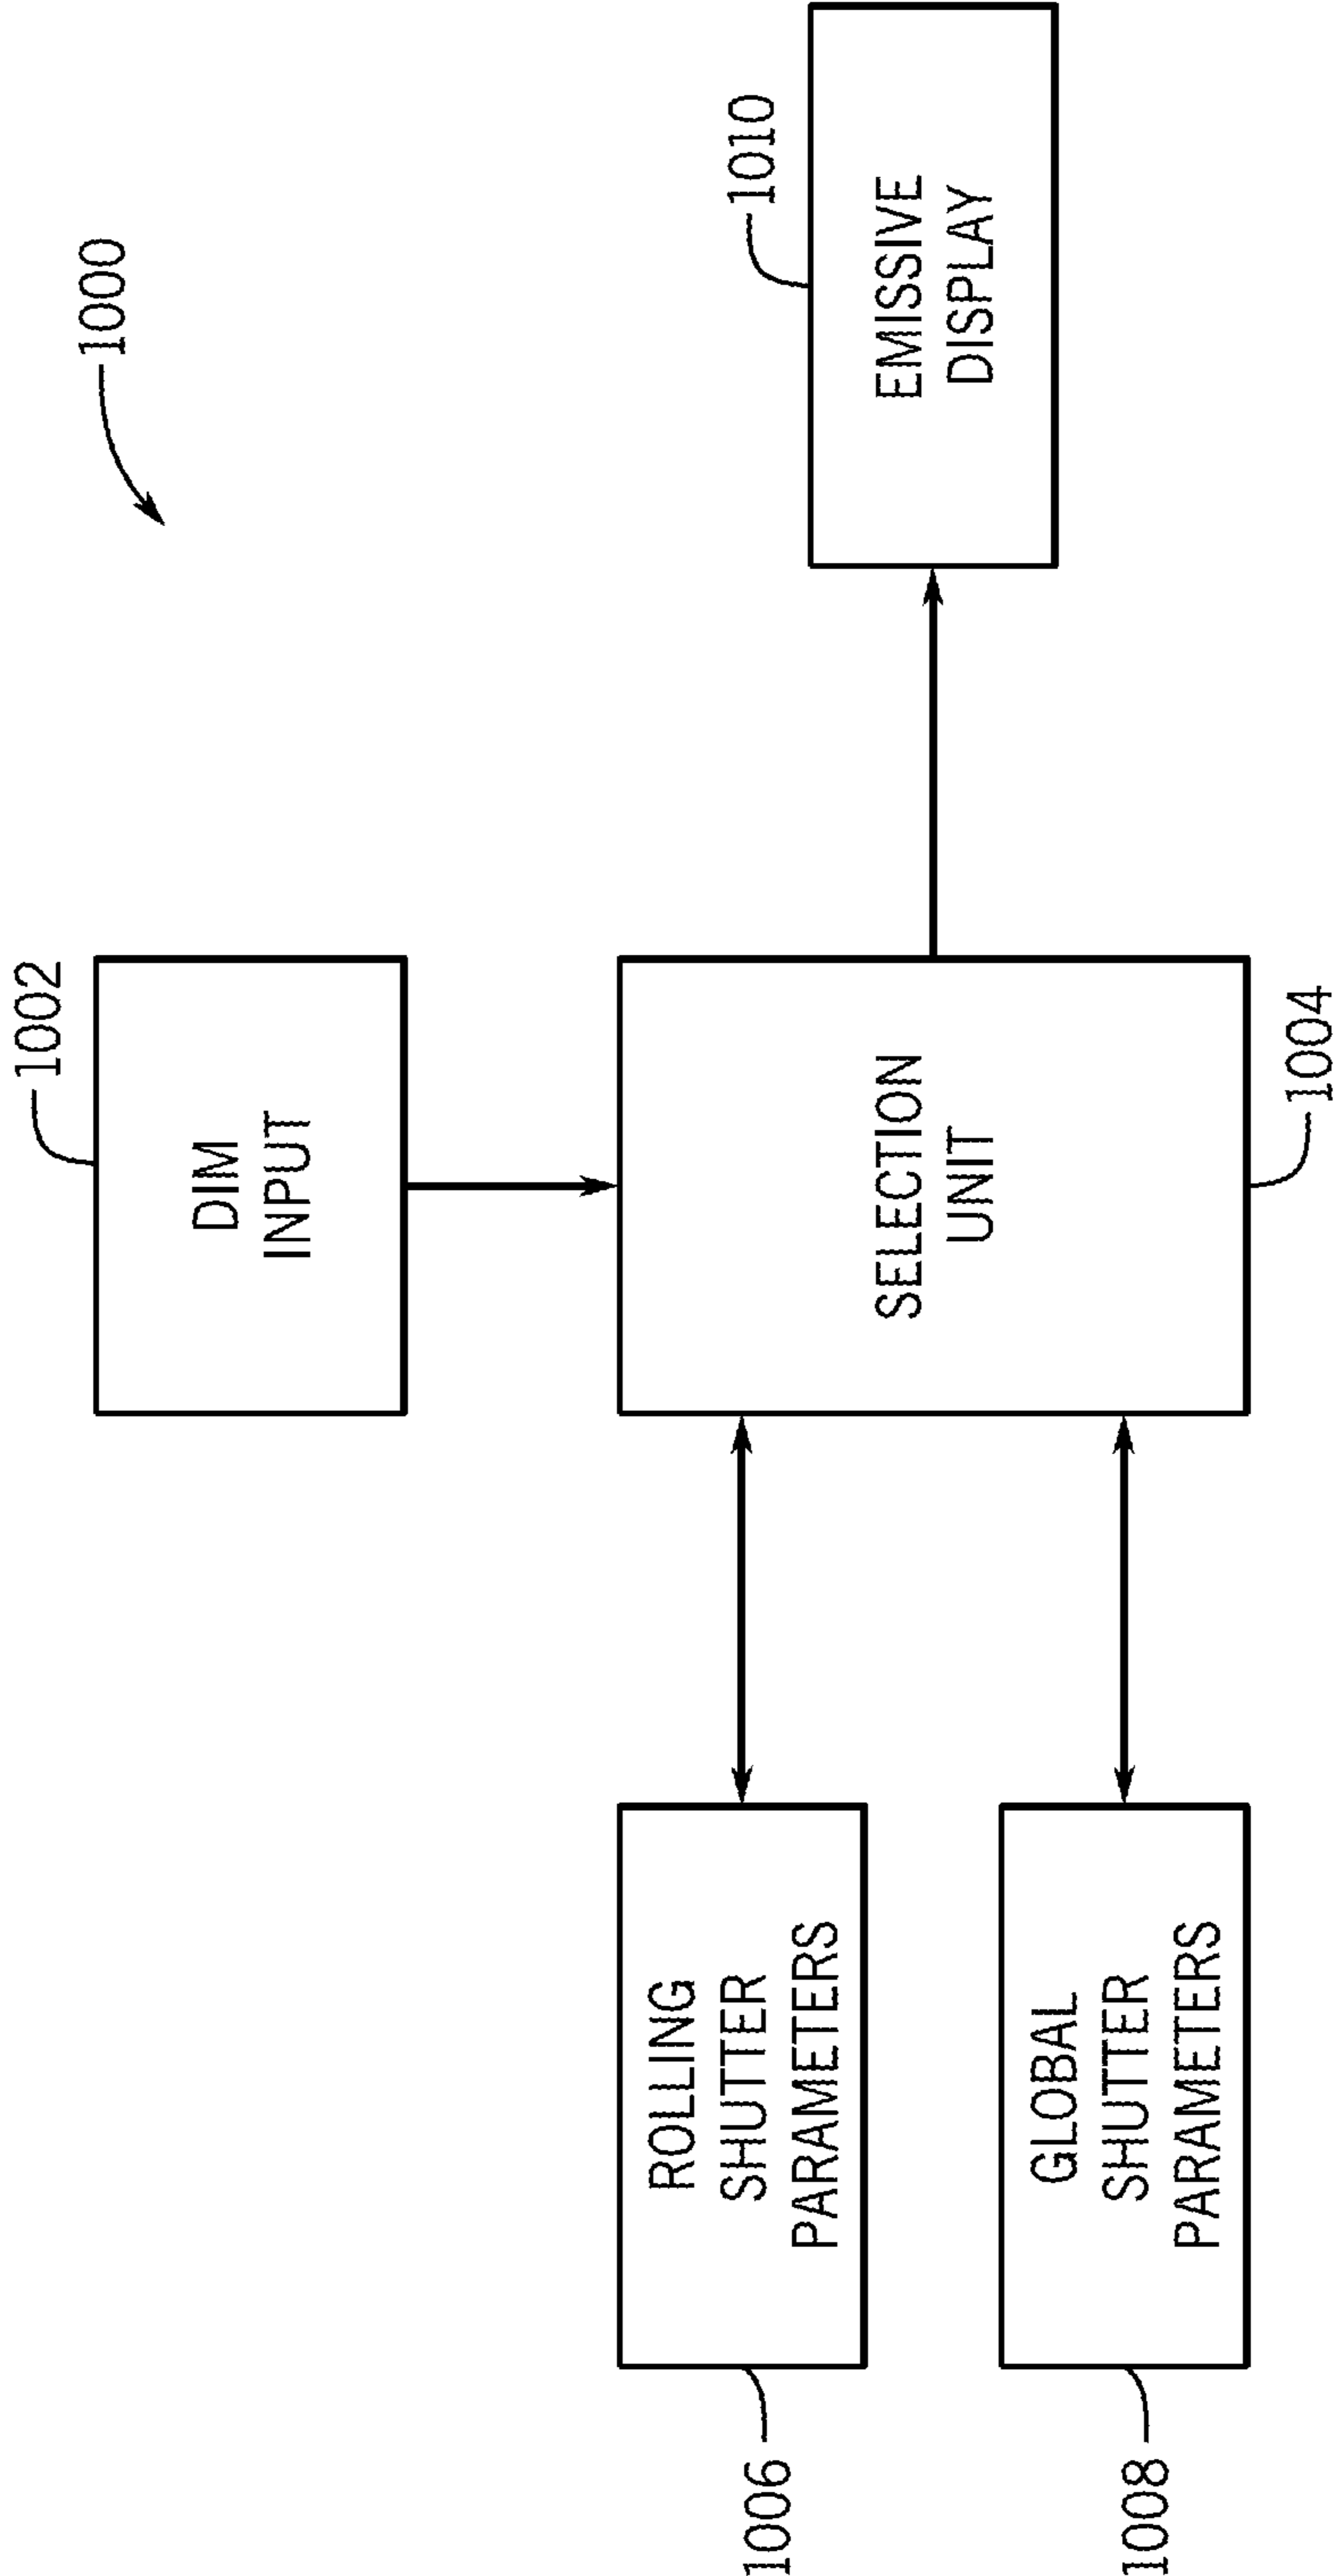 1000
1002
DIM
INPUT
1006
ROLLING
SHUTTER
PARAMETERS
SELECTION
UNIT
1010
EMISSIVE
DISPLAY
1008
GLOBAL
SHUTTER
PARAMETERS
1004